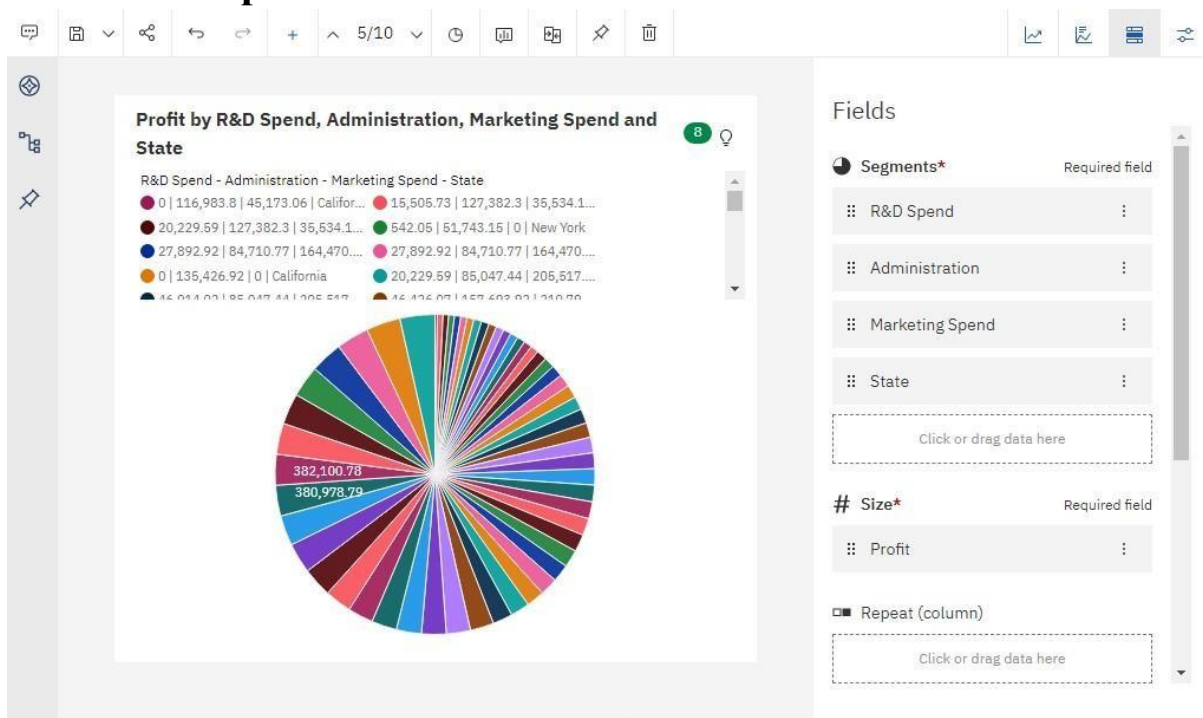 5/10
Profit by R&D Spend, Administration, Marketing Spend and
State
8
R&D Spend - Administration - Marketing Spend - State
0 | 116,983.8 | 45,173.06 | Califor... 15,505.73 | 127,382.3 | 35,534.1...
20,229.59 | 127,382.3 | 35,534.1... 542.05 | 51,743.15 | 0 | New York
27,892.92 | 84,710.77 | 164,470.... 27,892.92 | 84,710.77 | 164,470....
0 | 135,426.92 | 0 | California 20,229.59 | 85,047.44 | 205,517....
382,100.78
380,978.79
Fields
Segments* Required field
R&D Spend
Administration
Marketing Spend
State
Click or drag data here
# Size* Required field
Profit
Repeat (column)
Click or drag data here